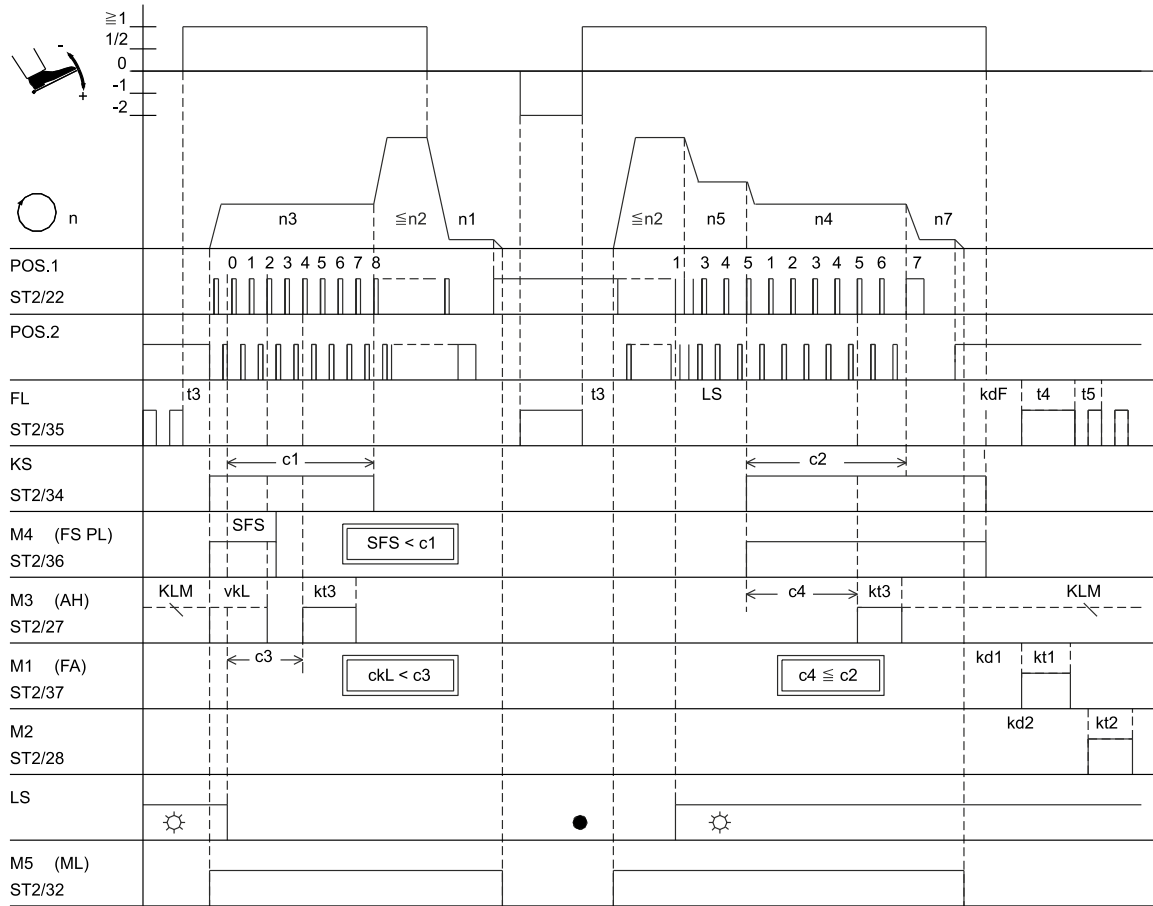 ≧1
1/2
0
-1
-2
-
+
n
n3
≦n2
n1
≦n2
n5
n4
n7
POS.1
0 1 2 3 4 5 6 7 8
1 3 4 5 1 2 3 4 5 6 7
ST2/22
POS.2
FL
t3
t3
LS
kdF
t4
t5
ST2/35
KS
c1
c2
ST2/34
M4 (FS PL)
SFS
SFS < c1
ST2/36
M3 (AH)
KLM
vkL
kt3
c4
kt3
KLM
ST2/27
M1 (FA)
c3
ckL < c3
c4 ≦ c2
kd1
kt1
ST2/37
M2
kd2
kt2
ST2/28
LS
M5 (ML)
ST2/32